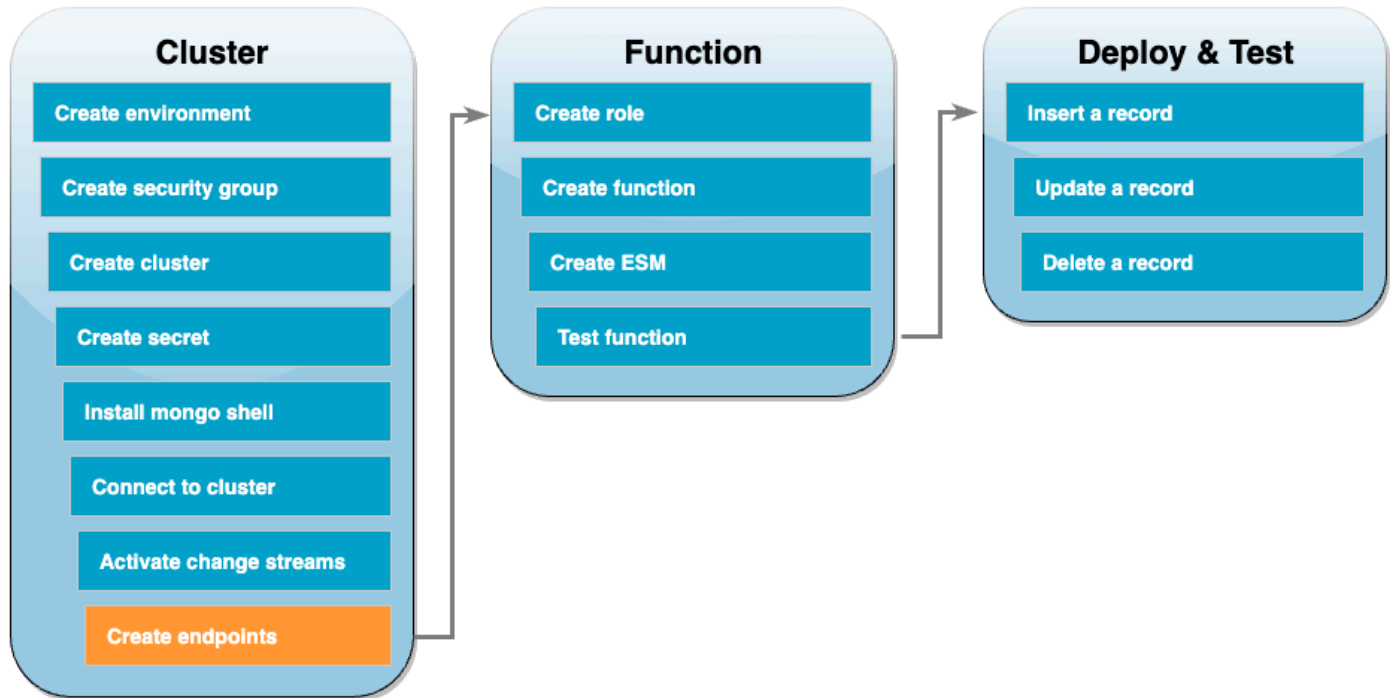 Cluster
Create environment
Create security group
Create cluster
Create secret
Install mongo shell
Connect to cluster
Activate change streams
Create endpoints
Function
Create role
Create function
Create ESM
Test function
Deploy & Test
Insert a record
Update a record
Delete a record